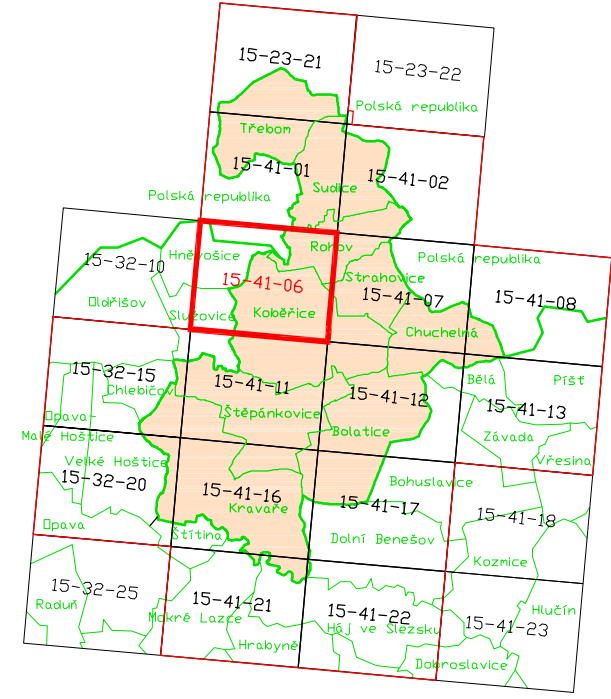 15-23-21
15-23-22
Polská republika
Třebom
15-41-01
Sudice
15-41-02
Polská republika
Rohov
Hněvošice
Polská republika
15-32-10
15-41-06
Strahovice
15-41-07
15-41-08
Služovice
Kobeřice
Chuchelná
15-32-15
Chlebičov
15-41-11
15-41-12
Bělá
Píšť
15-41-13
Štěpánkovice
Bolatice
Závada
Malé Hoštice
Velké Hoštice
Vřesina
15-32-20
15-41-16
Kravaře
Bohuslavice
15-41-17
15-41-18
Štítina
Dolní Benešov
Kozmice
15-32-25
Raduň
15-41-21
Mokré Lazce
15-41-22
Háj ve Slezsku
Hlučín
15-41-23
Hrabyně
Dobroslavice